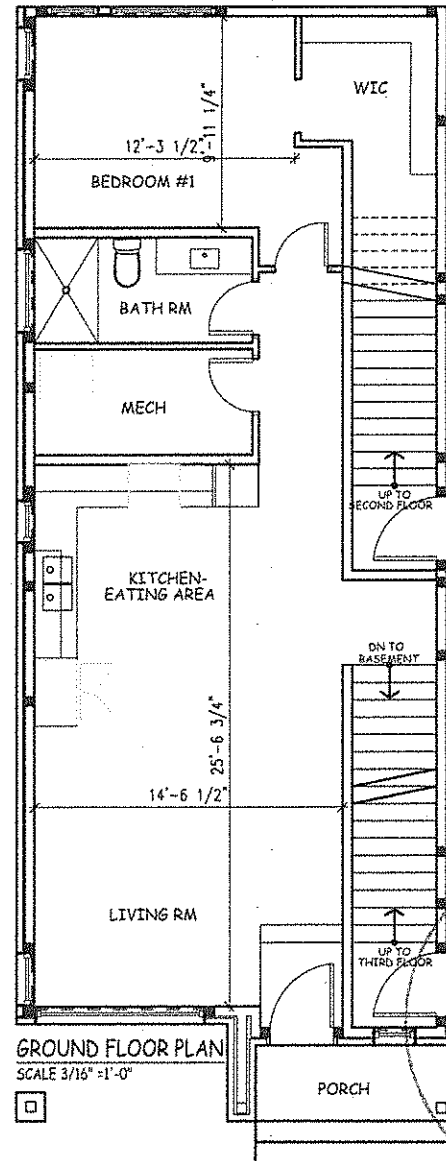 WIC
9'-11 1/4"
12'-3 1/2"
BEDROOM #1
BATH RM
MECH
UP TO
SECOND FLOOR
KITCHEN-
EATING AREA
DN TO
BASEMENT
25'-6 3/4"
14'-6 1/2"
LIVING RM
UP TO
THIRD FLOOR
GROUND FLOOR PLAN
SCALE 3/16" =1'-0"
PORCH